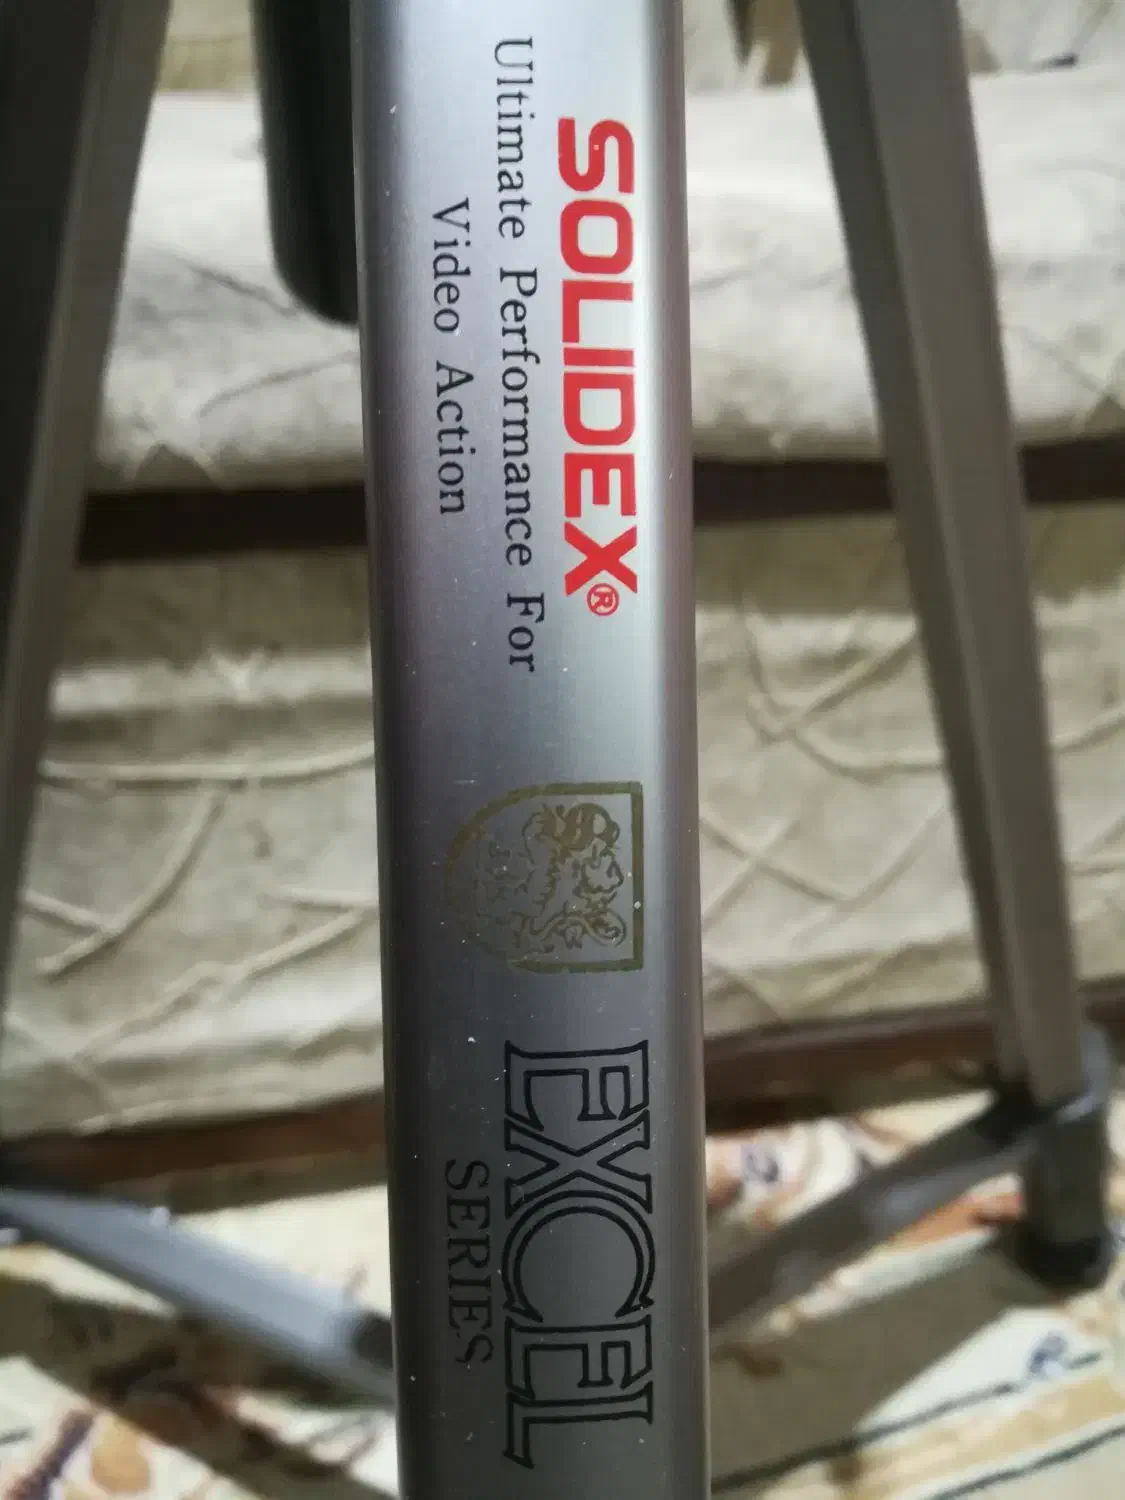 SOLIDEX®
Ultimate Performance For
Video Action
EXCEL
SERIES